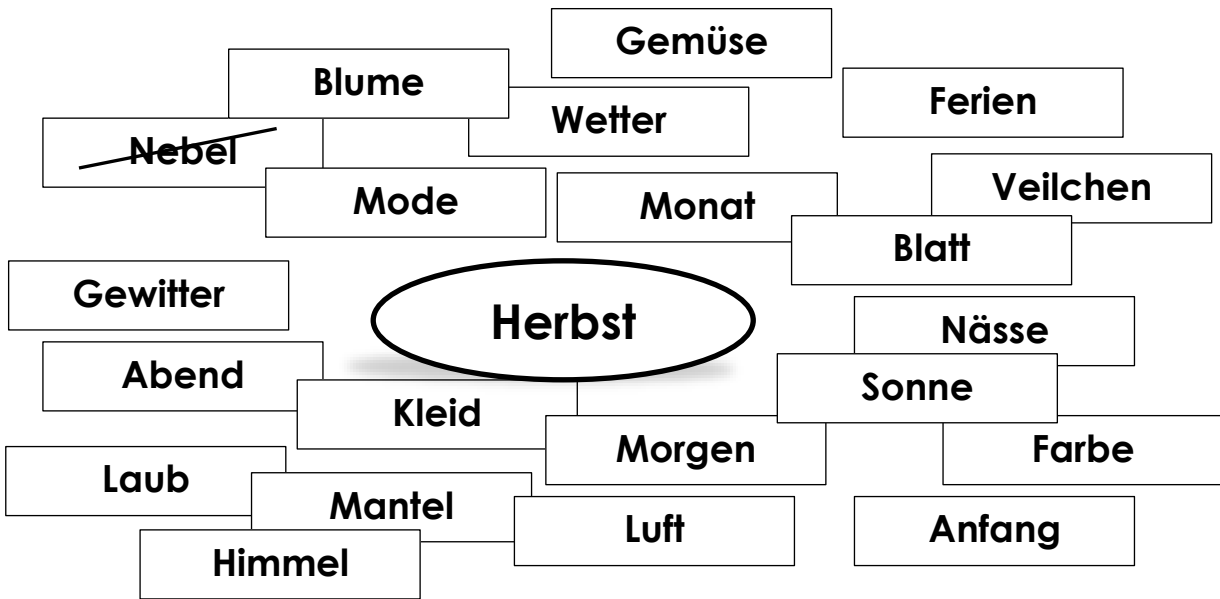 Gemüse
Blume
Ferien
Wetter
Nebel
Veilchen
Mode
Monat
Blatt
Gewitter
Herbst
Nässe
Abend
Sonne
Kleid
Morgen
Farbe
Laub
Mantel
Luft
Anfang
Himmel